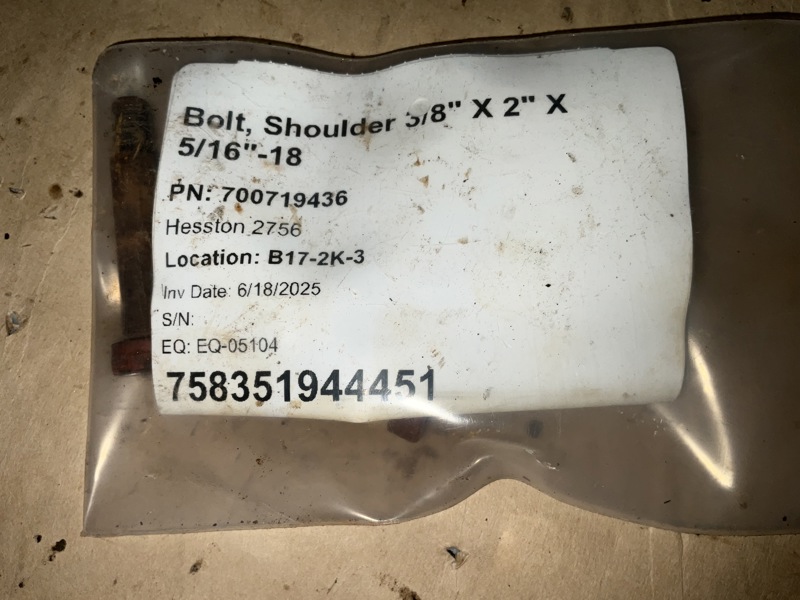 Bolt, Shoulder 3/8" X 2" X
5/16"-18
PN: 700719436
Hesston 2756
Location: B17-2K-3
Inv Date: 6/18/2025
S/N:
EQ: EQ-05104
758351944451